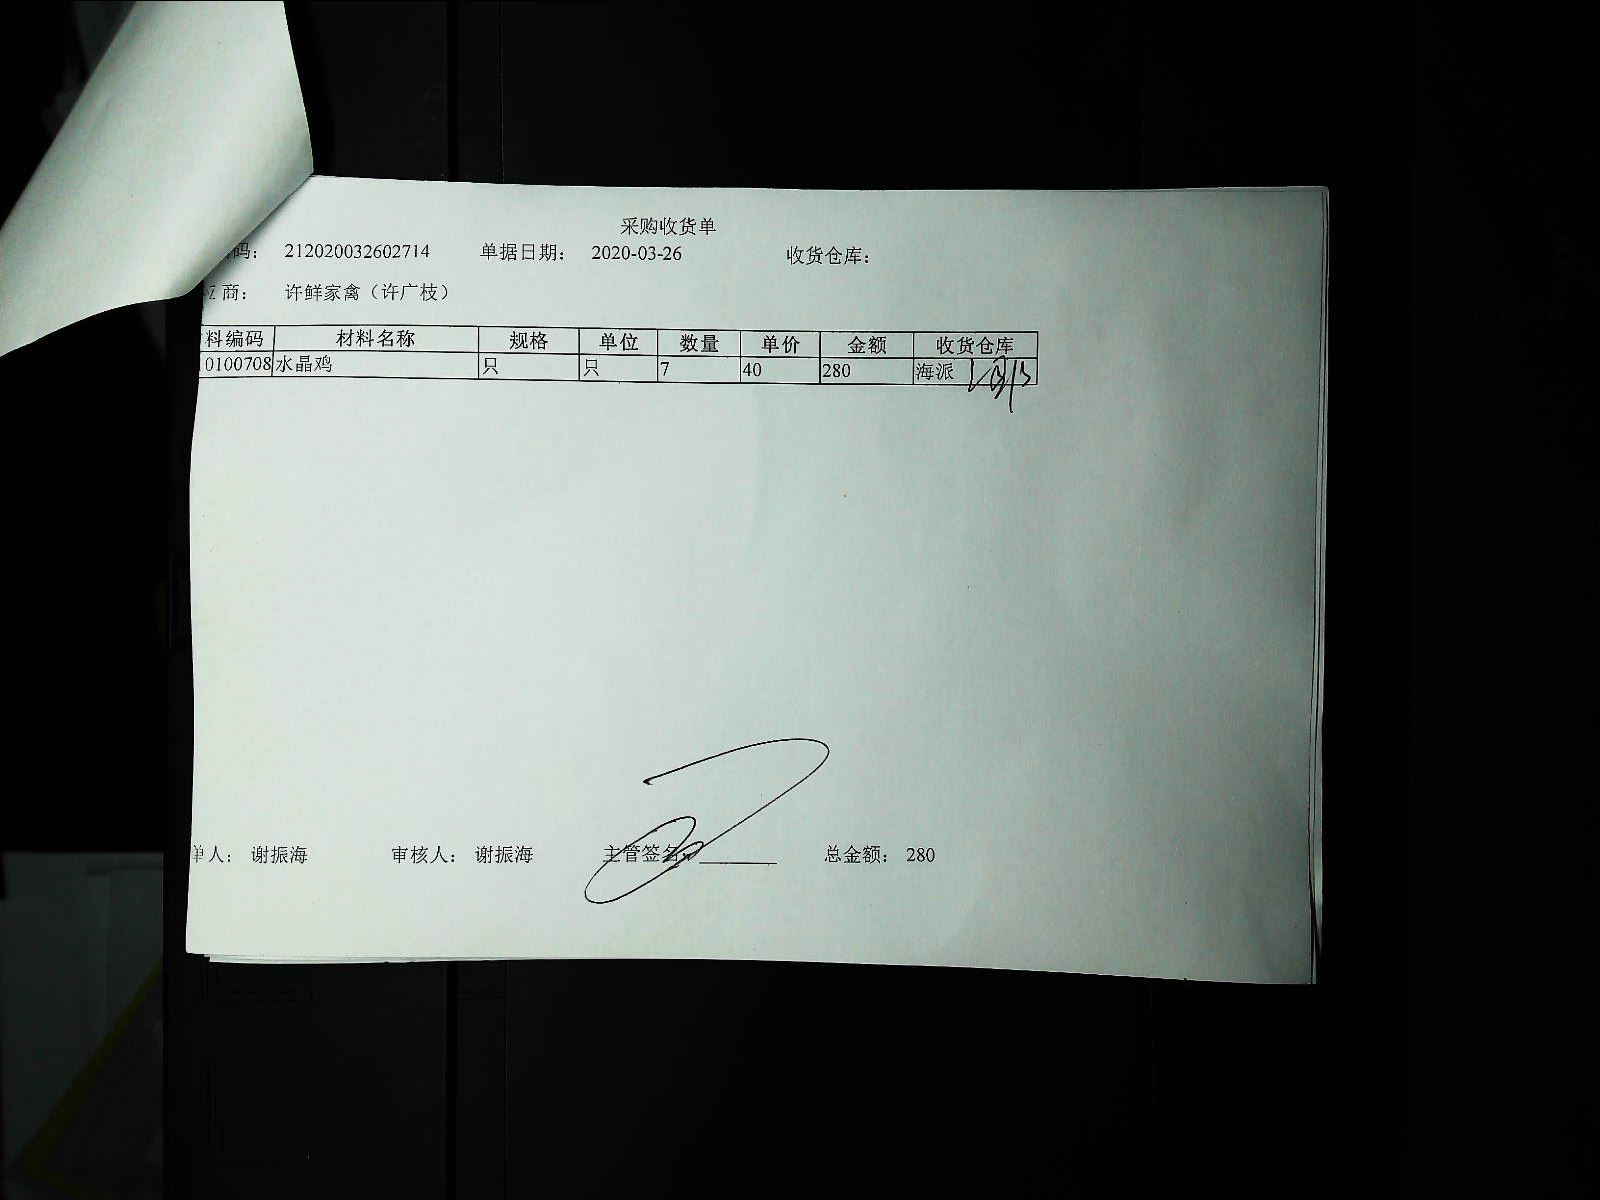 采购收货单
码： 212020032602714 单据日期： 2020-03-26 收货仓库：
应商： 许鲜家禽（许广枝）
料编码 材料名称 规格 单位 数量 单价 金额 收货仓库
0100708 水晶鸡 只 只 7 40 280 海派
单人： 谢振海 审核人： 谢振海 主管签名： 总金额： 280